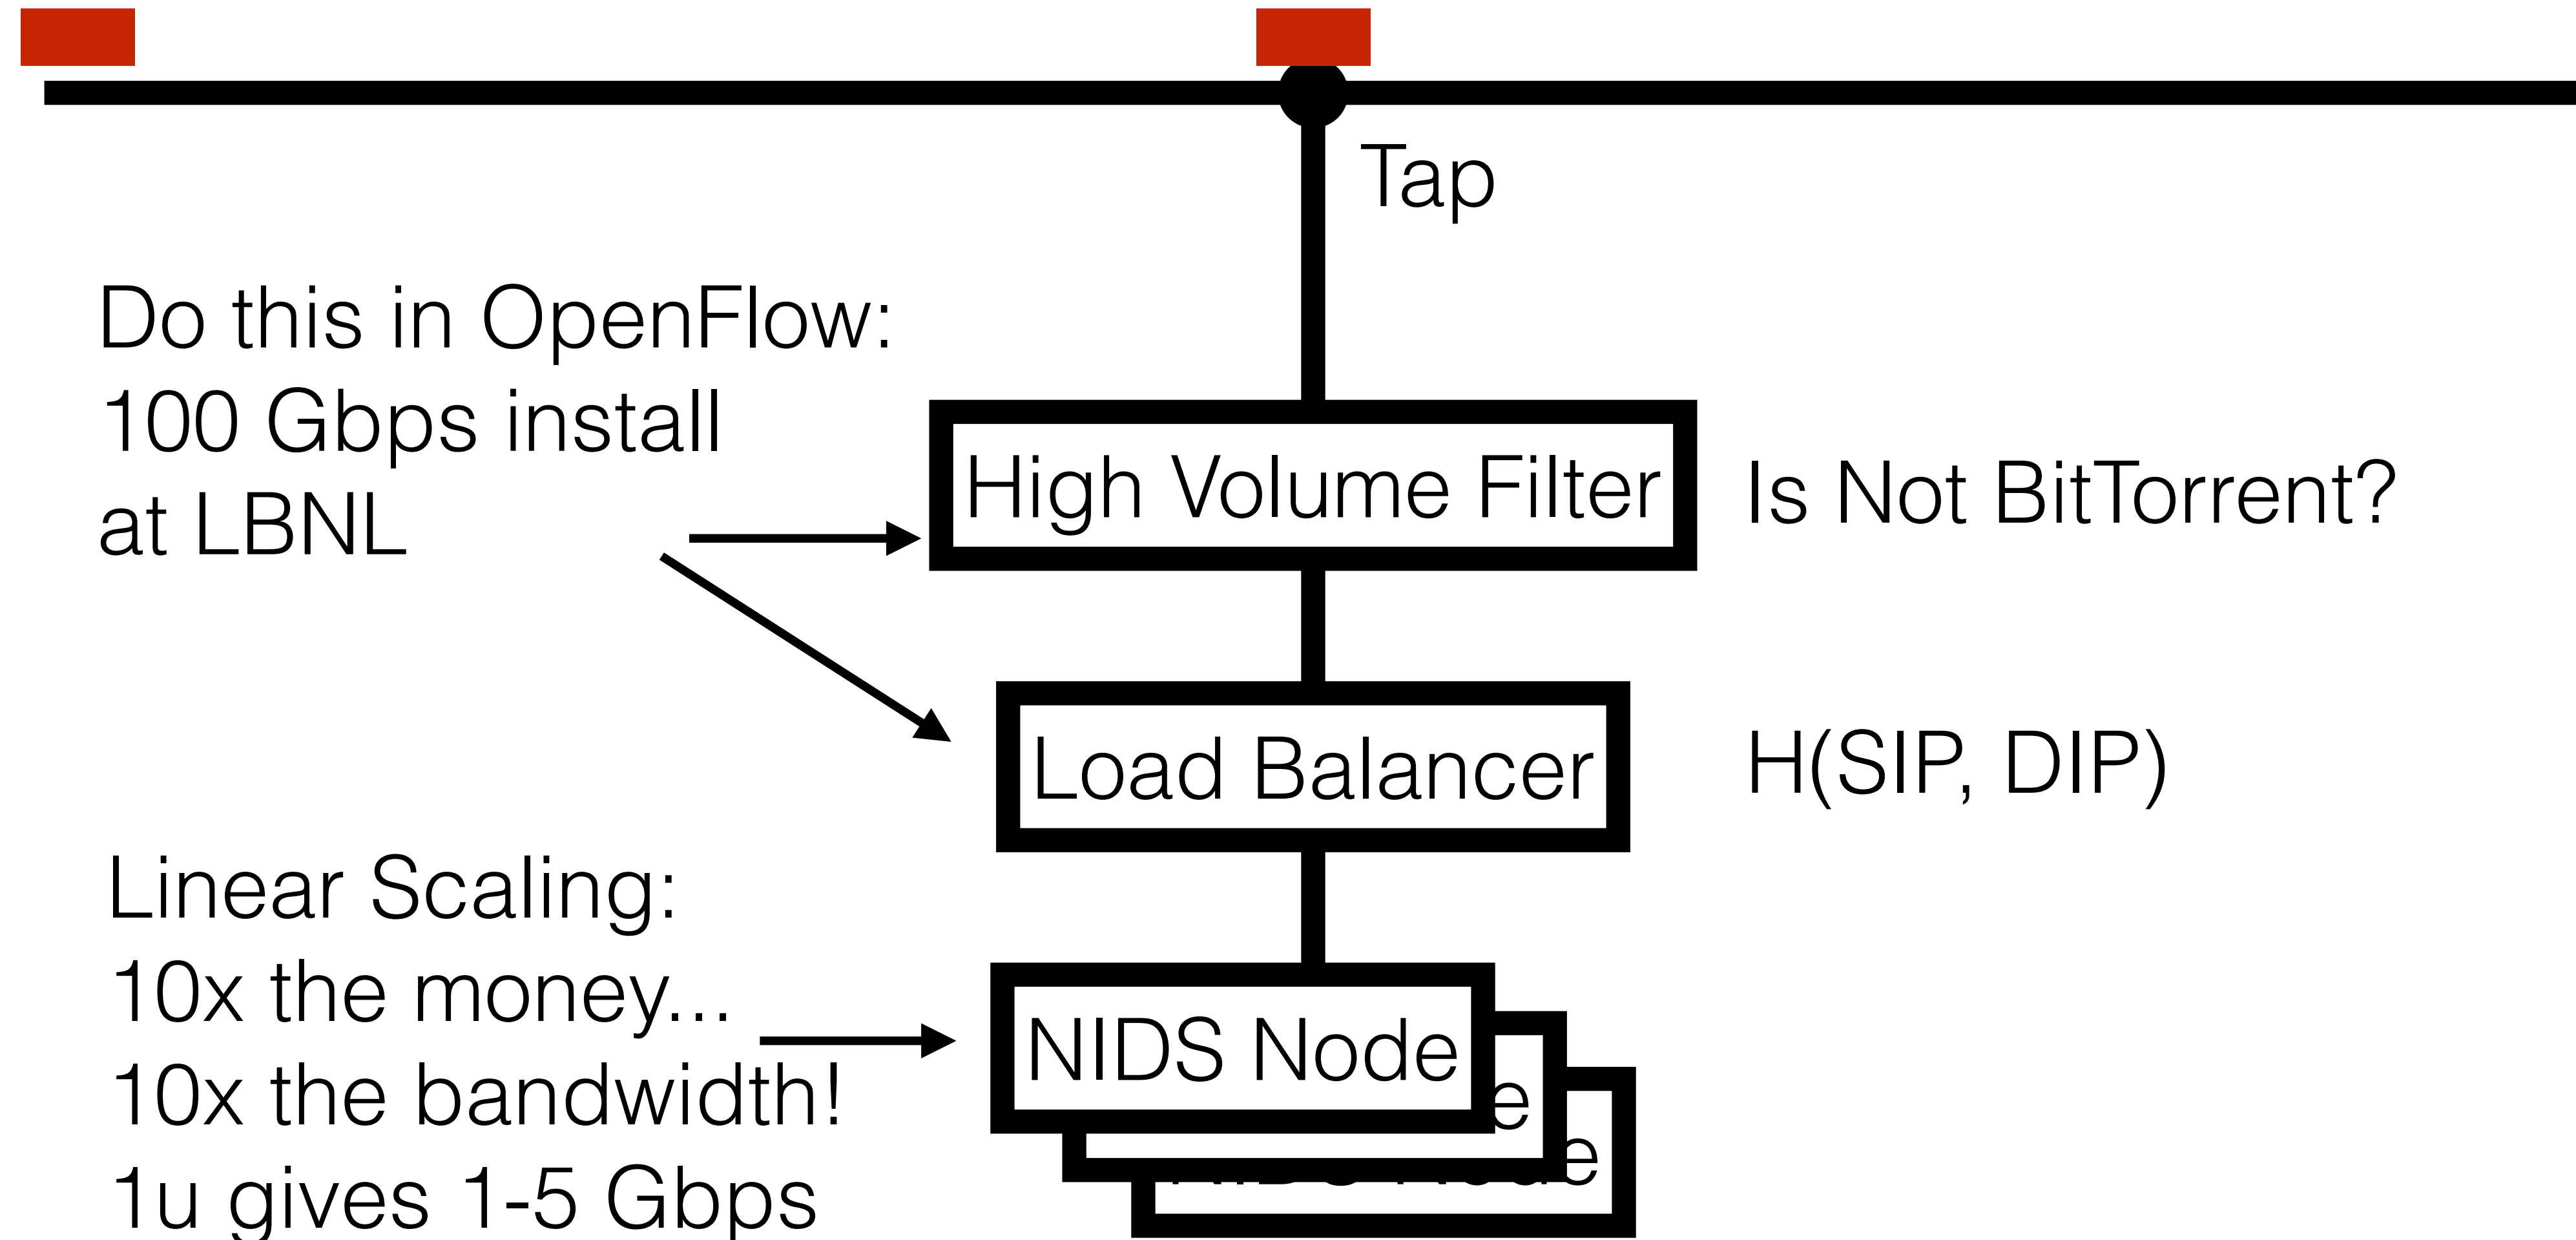 Tap
Do this in OpenFlow:
100 Gbps install
at LBNL
High Volume Filter
Is Not BitTorrent?
Load Balancer
H(SIP, DIP)
Linear Scaling:
10x the money...
10x the bandwidth!
1u gives 1-5 Gbps
NIDS Node